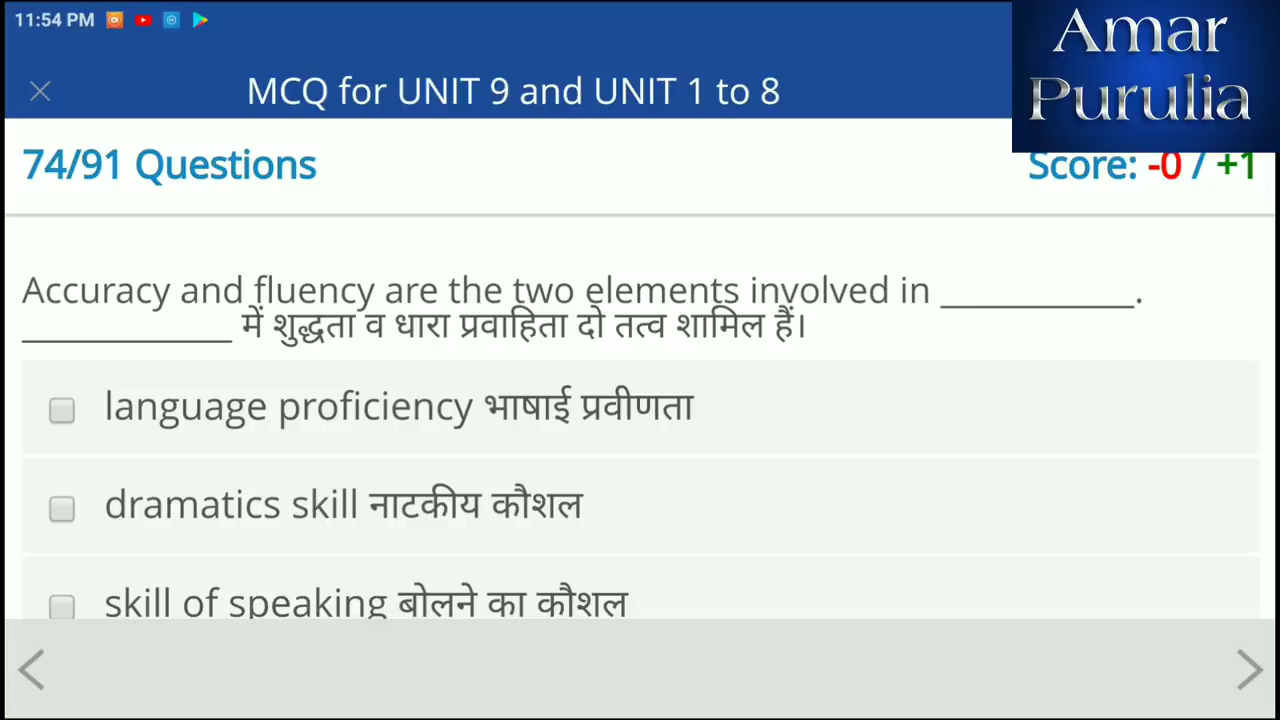 11:54 PM
Amar
Purulia
MCQ for UNIT 9 and UNIT 1 to 8
74/91 Questions
Score: -0 / +1
Accuracy and fluency are the two elements involved in ____________.
_____________ में शुद्धता व धारा प्रवाहिता दो तत्व शामिल हैं।
language proficiency भाषाई प्रवीणता
dramatics skill नाटकीय कौशल
skill of speaking बोलने का कौशल